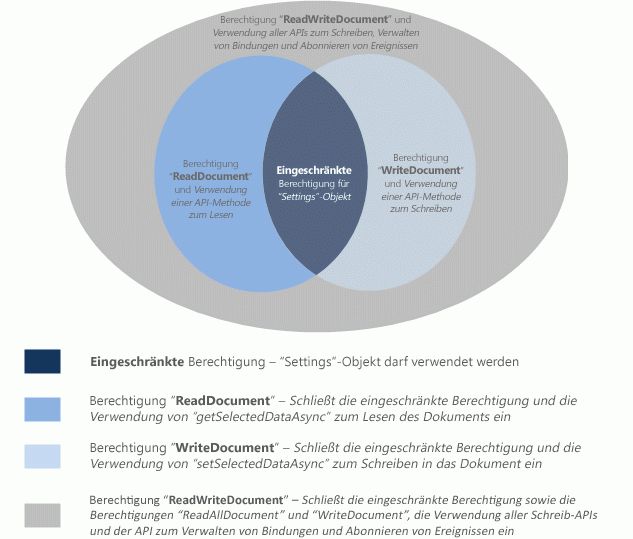 Berechtigung “ReadWriteDocument” und
Verwendung aller APIs zum Schreiben, Verwalten
von Bindungen und Abonnieren von Ereignissen
Berechtigung
“ReadDocument”
und Verwendung
einer API-Methode
zum Lesen
Eingeschränkte
Berechtigung für
“Settings”-Objekt
Berechtigung
“WriteDocument”
und Verwendung
einer API-Methode
zum Schreiben
Eingeschränkte Berechtigung – “Settings”-Objekt darf verwendet werden
Berechtigung “ReadDocument” – Schließt die eingeschränkte Berechtigung und die
Verwendung von “getSelectedDataAsync” zum Lesen des Dokuments ein
Berechtigung “WriteDocument” – Schließt die eingeschränkte Berechtigung und die
Verwendung von “setSelectedDataAsync” zum Schreiben in das Dokument ein
Berechtigung “ReadWriteDocument” – Schließt die eingeschränkte Berechtigung sowie die
Berechtigungen “ReadAllDocument” und “WriteDocument”, die Verwendung aller Schreib-APIs
und der API zum Verwalten von Bindungen und Abonnieren von Ereignissen ein